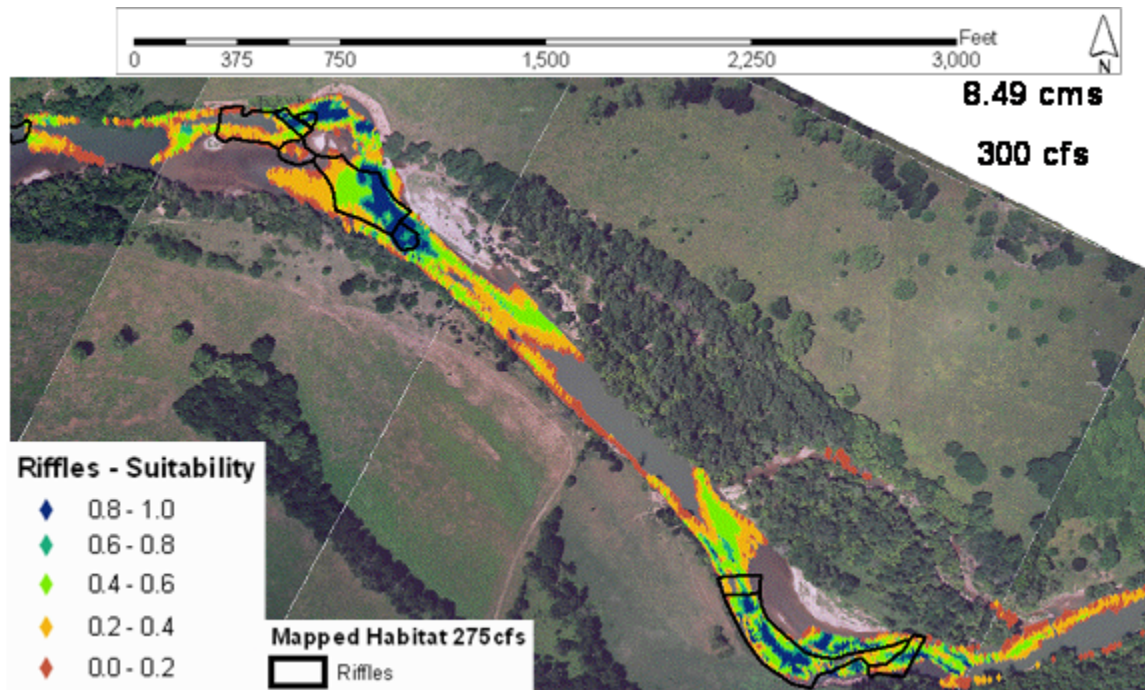 Feet
0 375 750 1,500 2,250 3,000
N
8.49 cms
300 cfs
Riffles - Suitability
0.8 - 1.0
0.6 - 0.8
0.4 - 0.6
0.2 - 0.4
0.0 - 0.2
Mapped Habitat 275cfs
Riffles